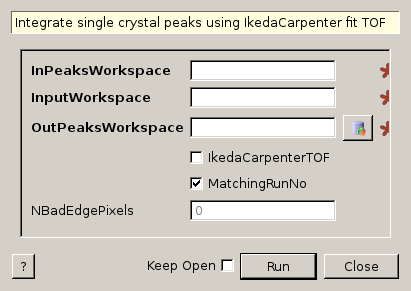 Integrate single crystal peaks using IkedaCarpenter fit TOF
InPeaksWorkspace
InputWorkspace
OutPeaksWorkspace
IkedaCarpenterTOF
MatchingRunNo
NBadEdgePixels 0
? Keep Open Run Close